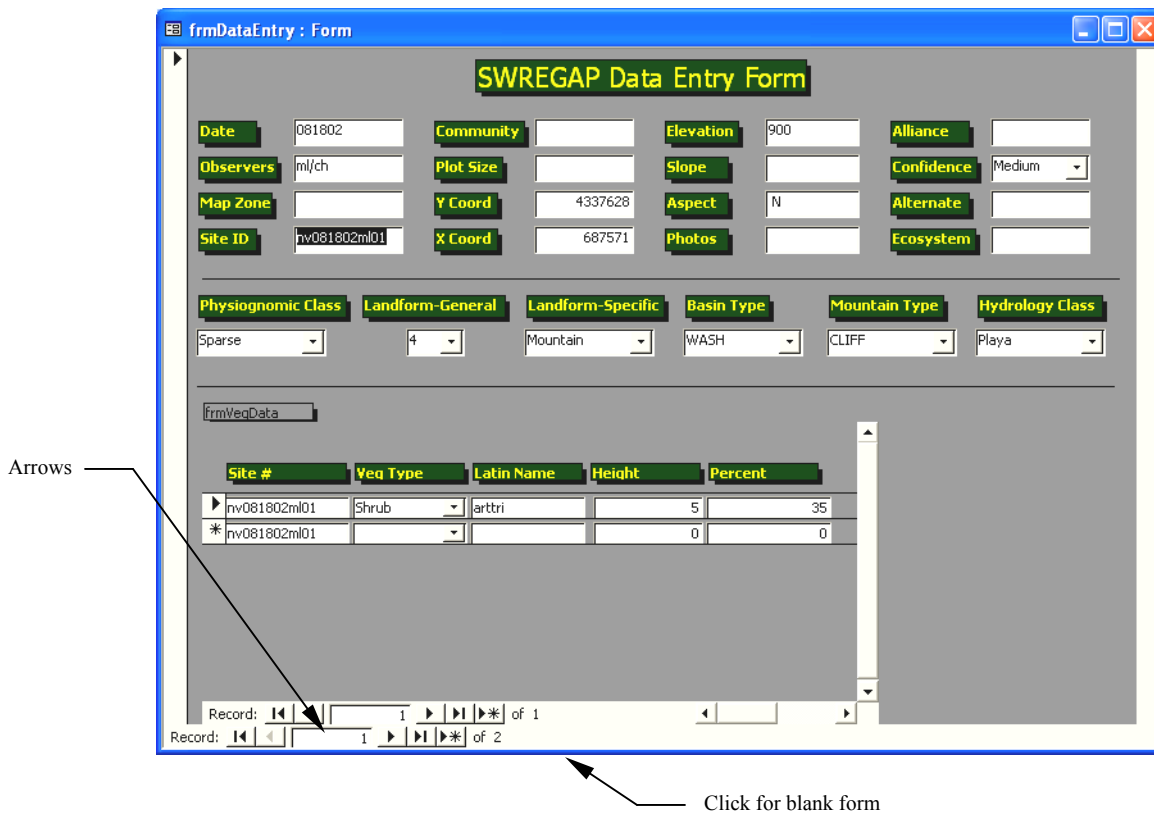 frmDataEntry : Form
SWREGAP Data Entry Form
Date 081802 Community Elevation 900 Alliance
Observers ml/ch Plot Size Slope Confidence Medium
Map Zone Y Coord 4337628 Aspect N Alternate
Site ID nv081802ml01 X Coord 687571 Photos Ecosystem
Physiognomic Class Landform-General Landform-Specific Basin Type Mountain Type Hydrology Class
Sparse 4 Mountain WASH CLIFF Playa
frmVegData
Arrows
Site # Veg Type Latin Name Height Percent
nv081802ml01 Shrub arttri 5 35
nv081802ml01 0 0
Record: 1 of 1
Record: 1 of 2
Click for blank form